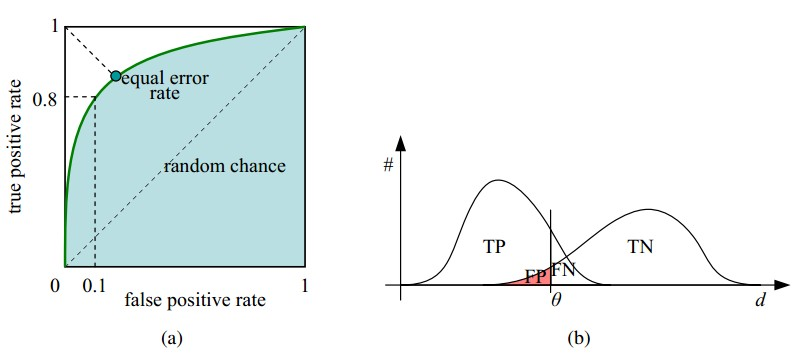 1
equal error
rate
0.8
true positive rate
random chance
0
0.1
1
false positive rate
(a)
#
TP
TN
FP
FN
θ
d
(b)